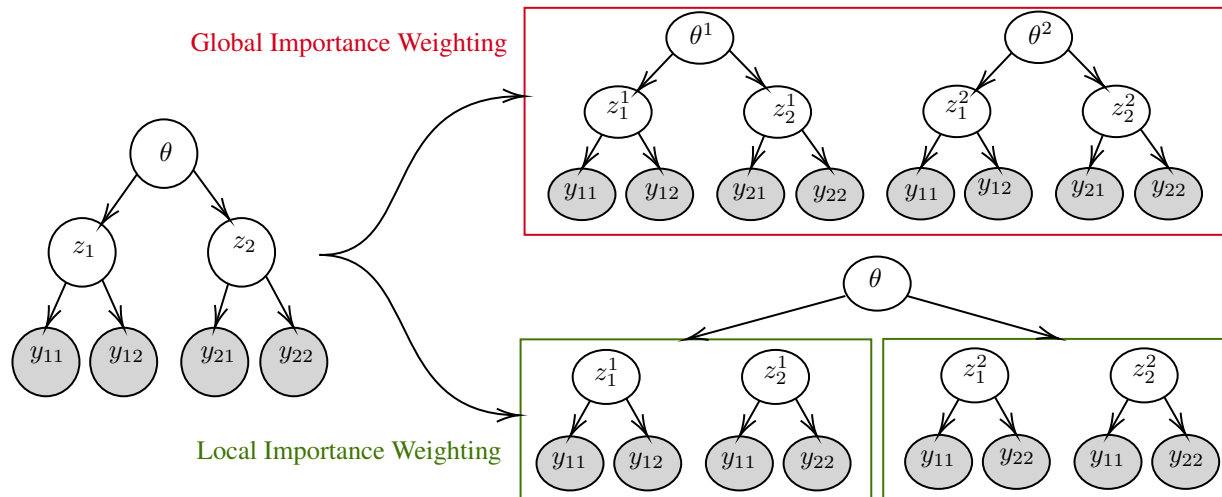 Global Importance Weighting
θ¹ θ²
z₁¹ z₂¹ z₁² z₂²
y₁₁ y₁₂ y₂₁ y₂₂ y₁₁ y₁₂ y₂₁ y₂₂
θ
z₁ z₂
y₁₁ y₁₂ y₂₁ y₂₂
θ
z₁¹ z₂¹ z₁² z₂²
y₁₁ y₁₂ y₁₁ y₂₂ y₁₁ y₂₂ y₁₁ y₂₂
Local Importance Weighting